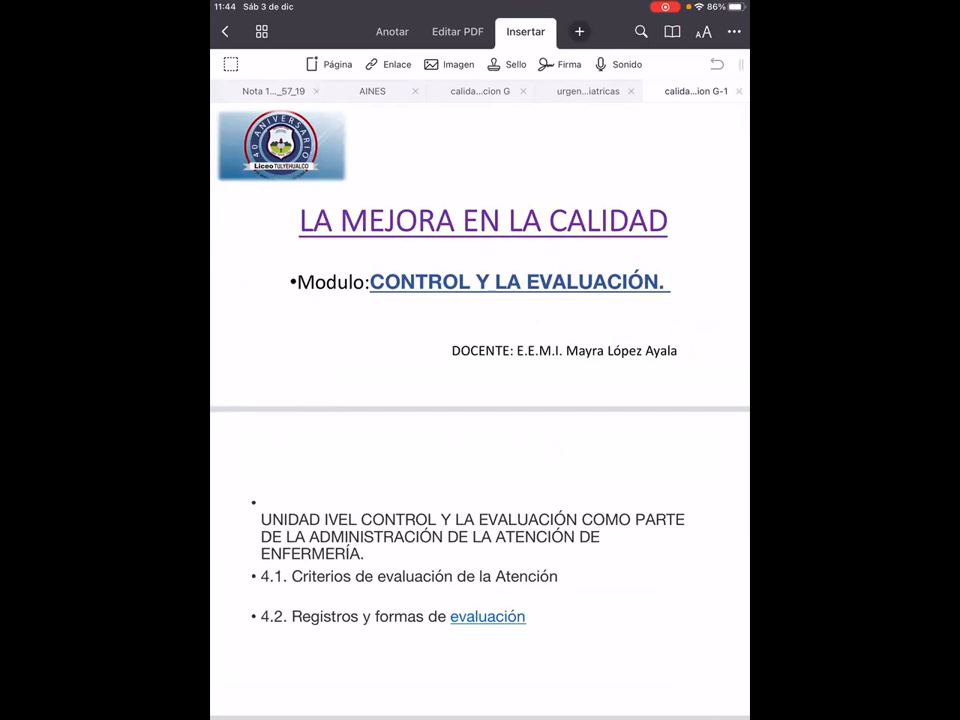 11:44 Sáb 3 de dic 86%
Anotar Editar PDF Insertar
Página Enlace Imagen Sello Firma Sonido
Nota 1..._57_19 AINES calida...cion G urgen...iatricas calida...ion G-1
40 ANIVERSARIO
Liceo TULYEHUALCO
LA MEJORA EN LA CALIDAD
•Modulo:CONTROL Y LA EVALUACIÓN.
DOCENTE: E.E.M.I. Mayra López Ayala
•
UNIDAD IVEL CONTROL Y LA EVALUACIÓN COMO PARTE
DE LA ADMINISTRACIÓN DE LA ATENCIÓN DE
ENFERMERÍA.
• 4.1. Criterios de evaluación de la Atención
• 4.2. Registros y formas de evaluación